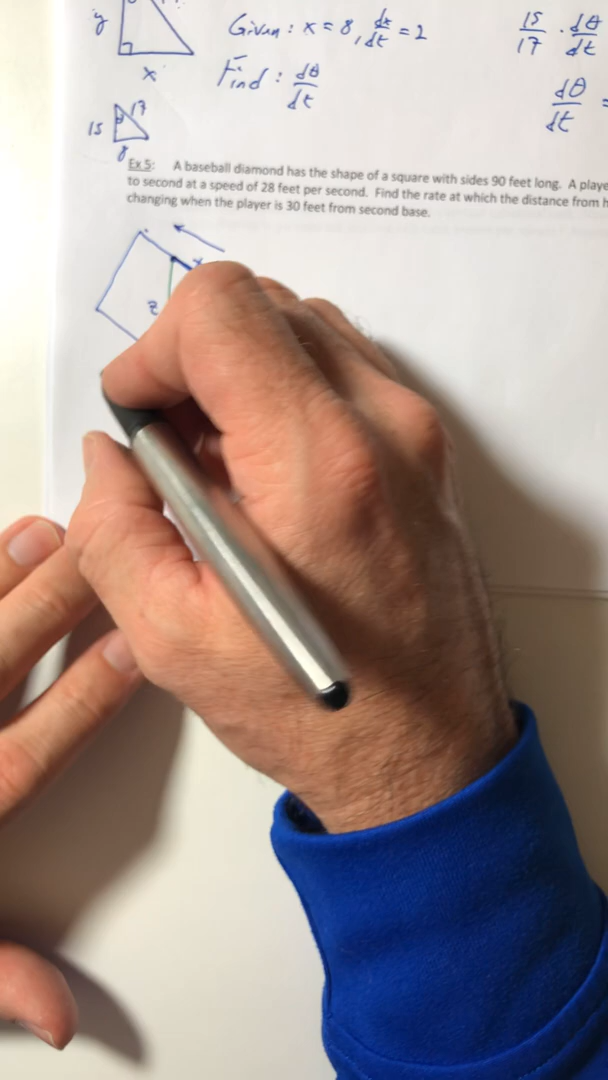 y
x
Given : x = 8, dx/dt = 2
Find : dθ/dt
15/17 · dθ/dt
dθ/dt =
15 17
8
Ex 5: A baseball diamond has the shape of a square with sides 90 feet long. A playe
to second at a speed of 28 feet per second. Find the rate at which the distance from h
changing when the player is 30 feet from second base.
z